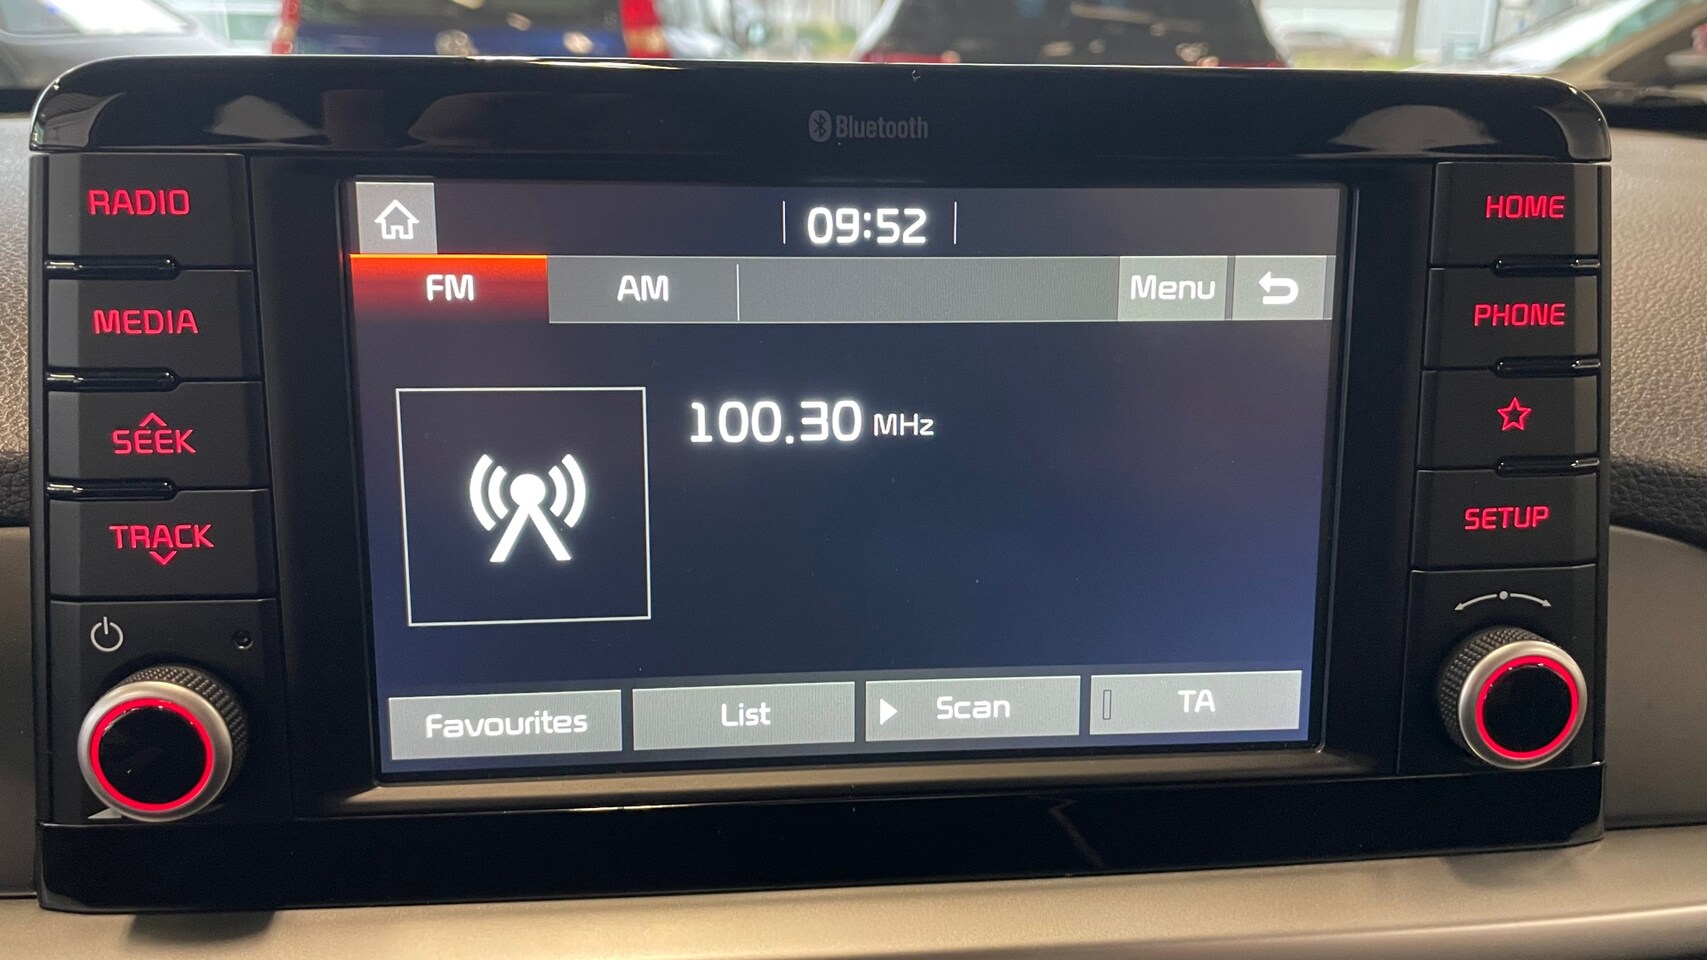 Bluetooth
RADIO
MEDIA
SEEK
TRACK
09:52
FM AM Menu
100.30 MHz
Favourites List Scan TA
HOME
PHONE
SETUP